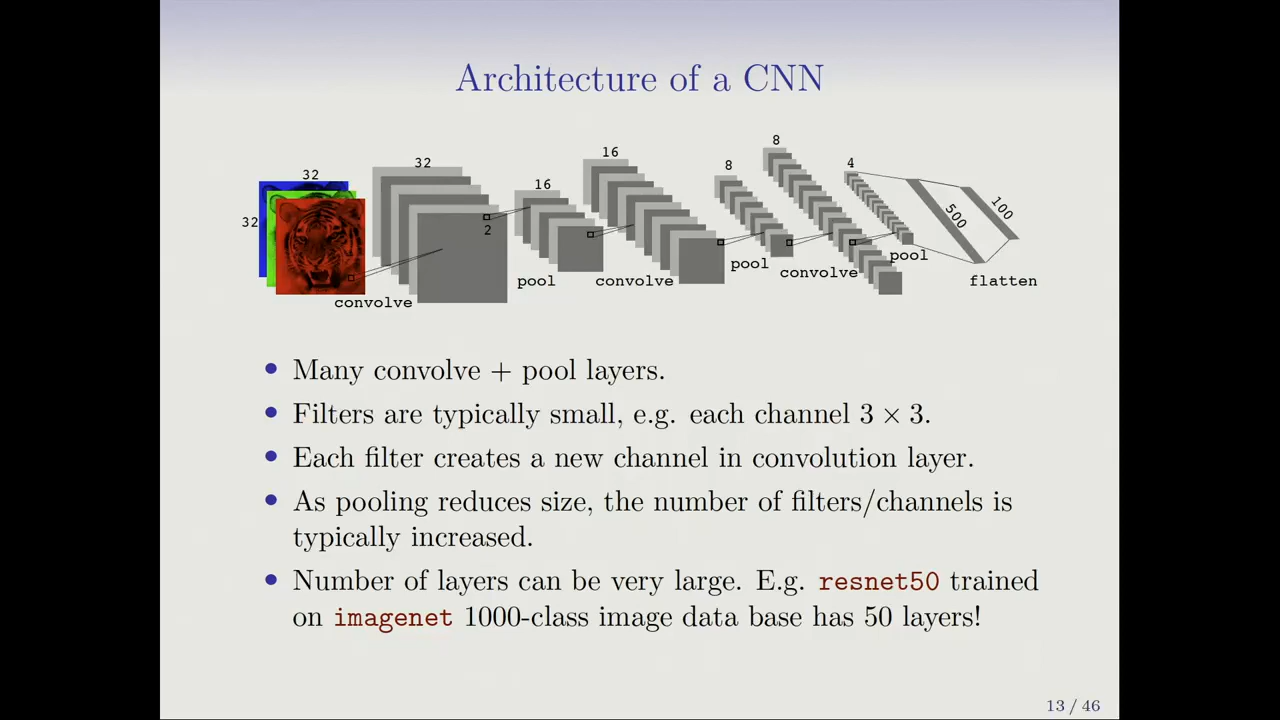 Architecture of a CNN
32
32
32
2
16
16
8
8
4
500
100
convolve
pool
convolve
pool
convolve
pool
flatten
• Many convolve + pool layers.
• Filters are typically small, e.g. each channel 3 × 3.
• Each filter creates a new channel in convolution layer.
• As pooling reduces size, the number of filters/channels is
typically increased.
• Number of layers can be very large. E.g. resnet50 trained
on imagenet 1000-class image data base has 50 layers!
13 / 46